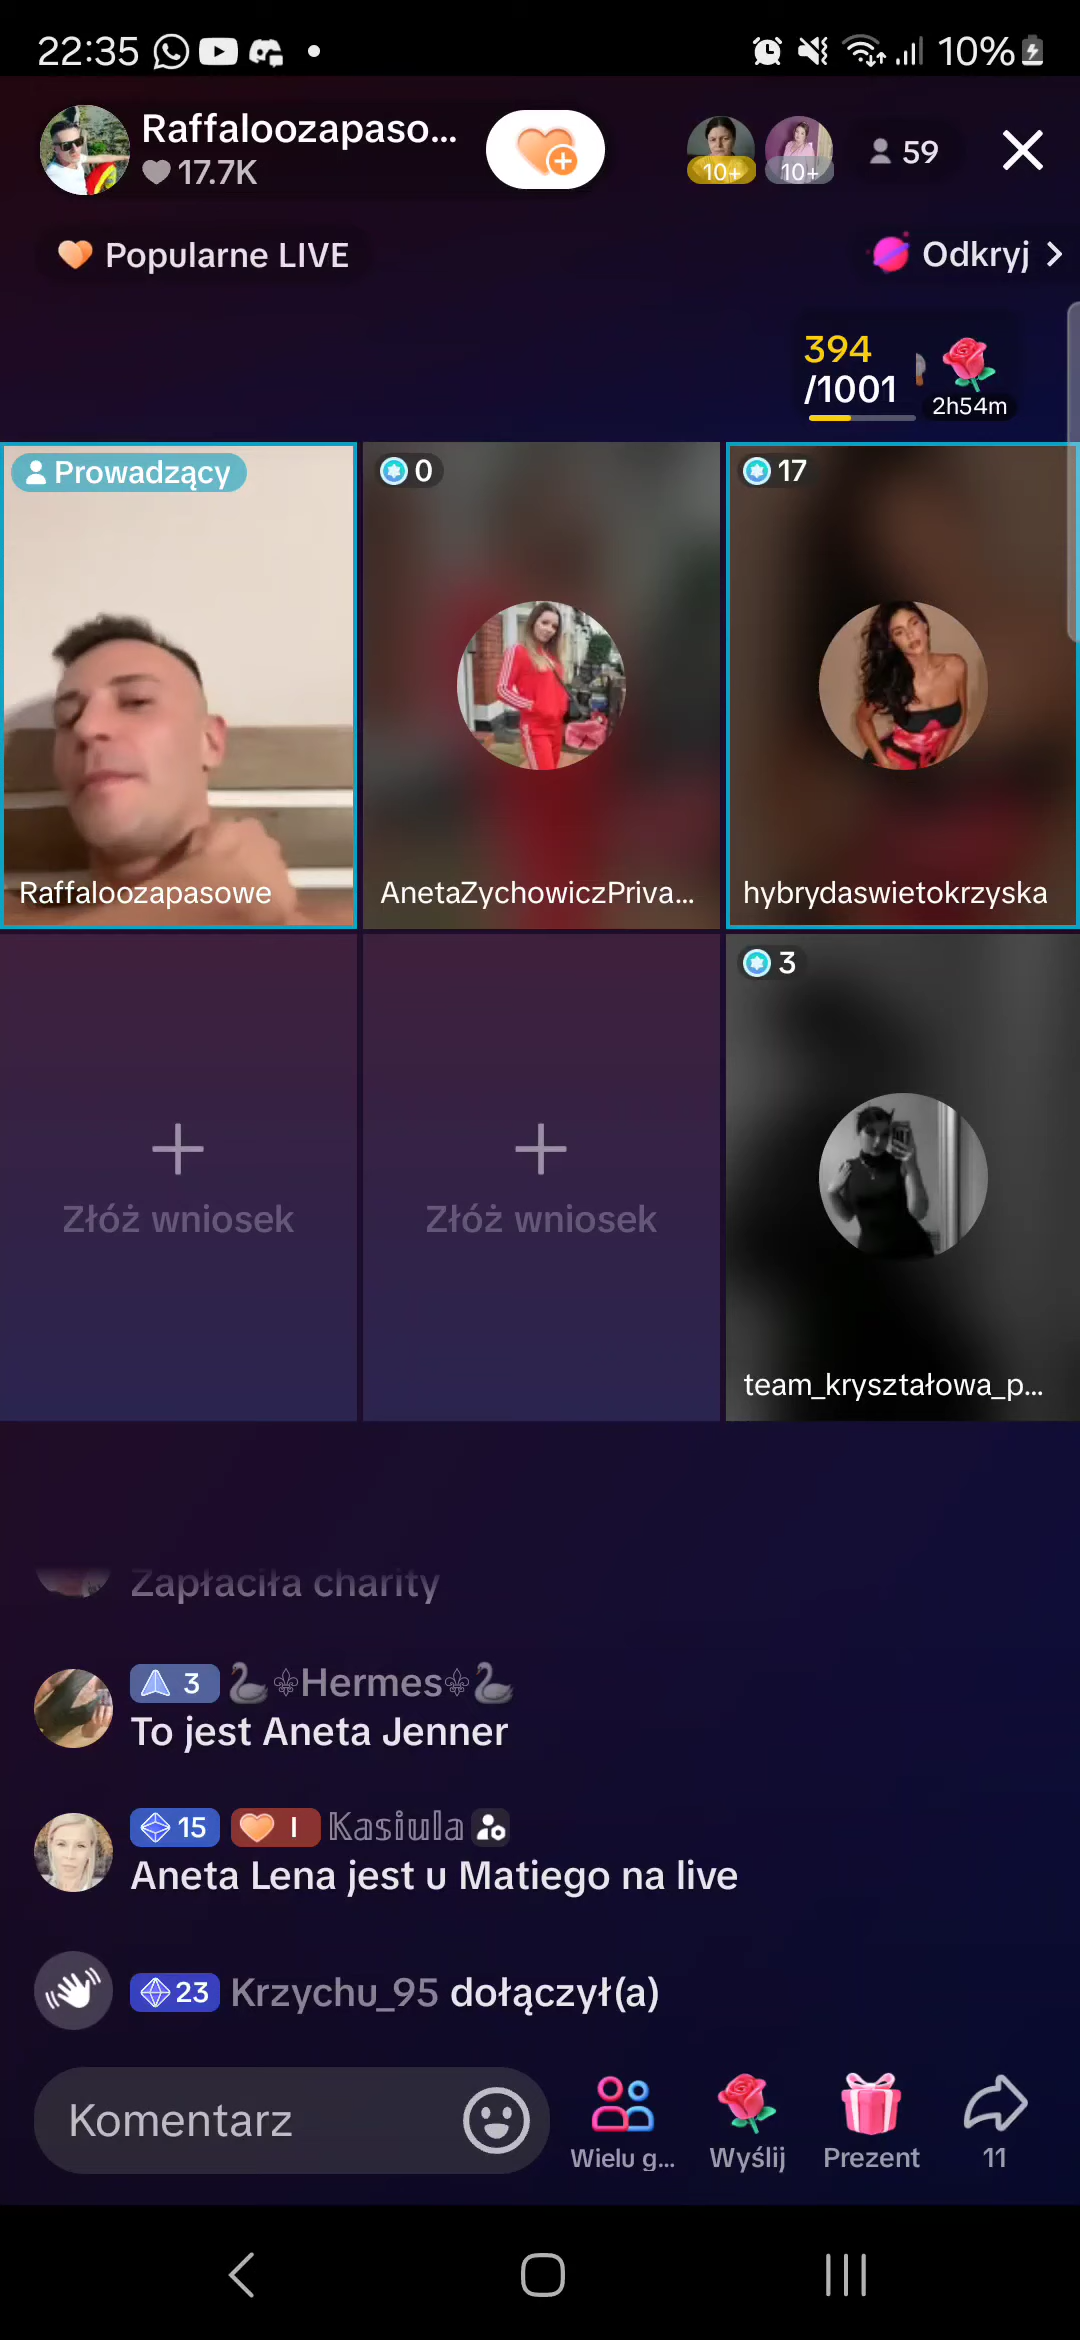 22:35
10%
Raffaloozapaso...
17.7K
10+
10+
59
Popularne LIVE
Odkryj
394
/1001
2h54m
Prowadzący
0
17
Raffaloozapasowe
AnetaZychowiczPriva...
hybrydaswietokrzyska
3
Złóż wniosek
Złóż wniosek
team_kryształowa_p...
Zapłaciła charity
3 🦢⚜Hermes⚜🦢
To jest Aneta Jenner
15 I 𝕂𝕒𝕤𝕚𝕦𝕝𝕒
Aneta Lena jest u Matiego na live
23 Krzychu_95 dołączył(a)
Komentarz
Wielu g...
Wyślij
Prezent
11